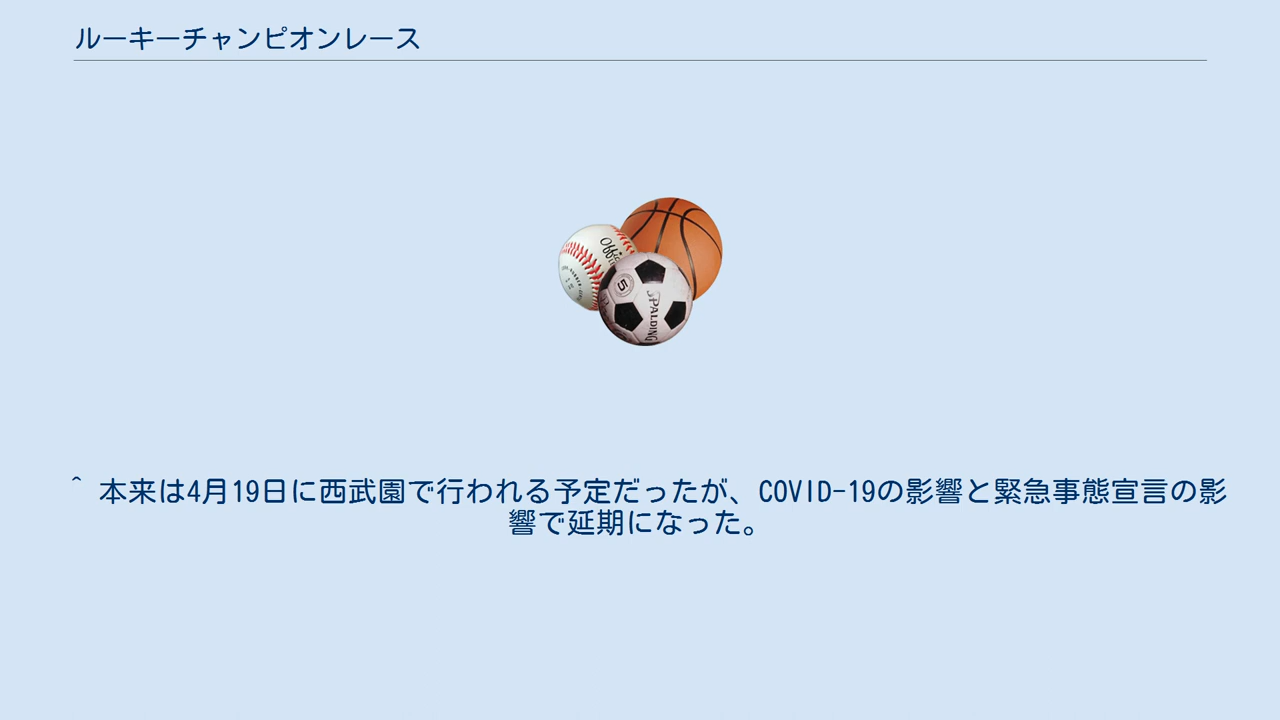 ルーキーチャンピオンレース
Offici
5
SPALDING
^ 本来は4月19日に西武園で行われる予定だったが、COVID-19の影響と緊急事態宣言の影
響で延期になった。